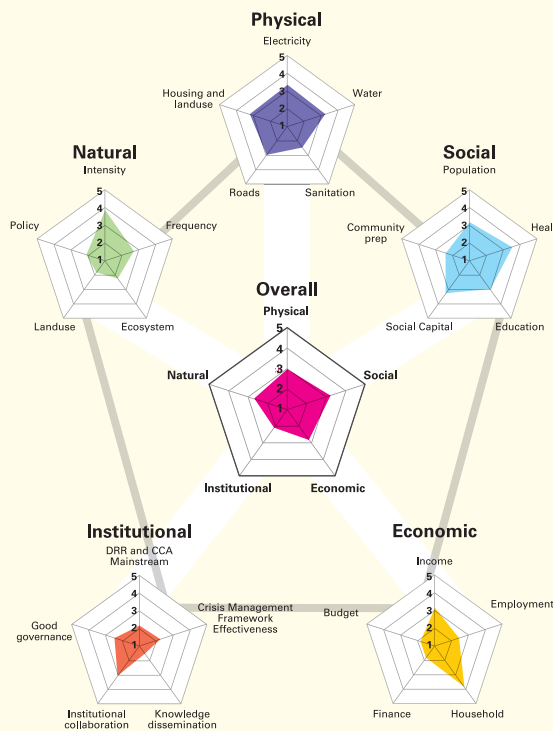 Physical
Electricity
5
4
3
2
1
Housing and
landuse
Water
Roads
Sanitation
Natural
Intensity
5
4
3
2
1
Policy
Frequency
Landuse
Ecosystem
Social
Population
5
4
3
2
1
Community
prep
Heal
Social Capital
Education
Overall
Physical
5
4
3
2
1
Natural
Social
Institutional
Economic
Institutional
DRR and CCA
Mainstream
5
4
3
2
1
Good
governance
Crisis Management
Framework
Effectiveness
Institutional
collaboration
Knowledge
dissemination
Economic
Income
5
4
3
2
1
Budget
Employment
Finance
Household